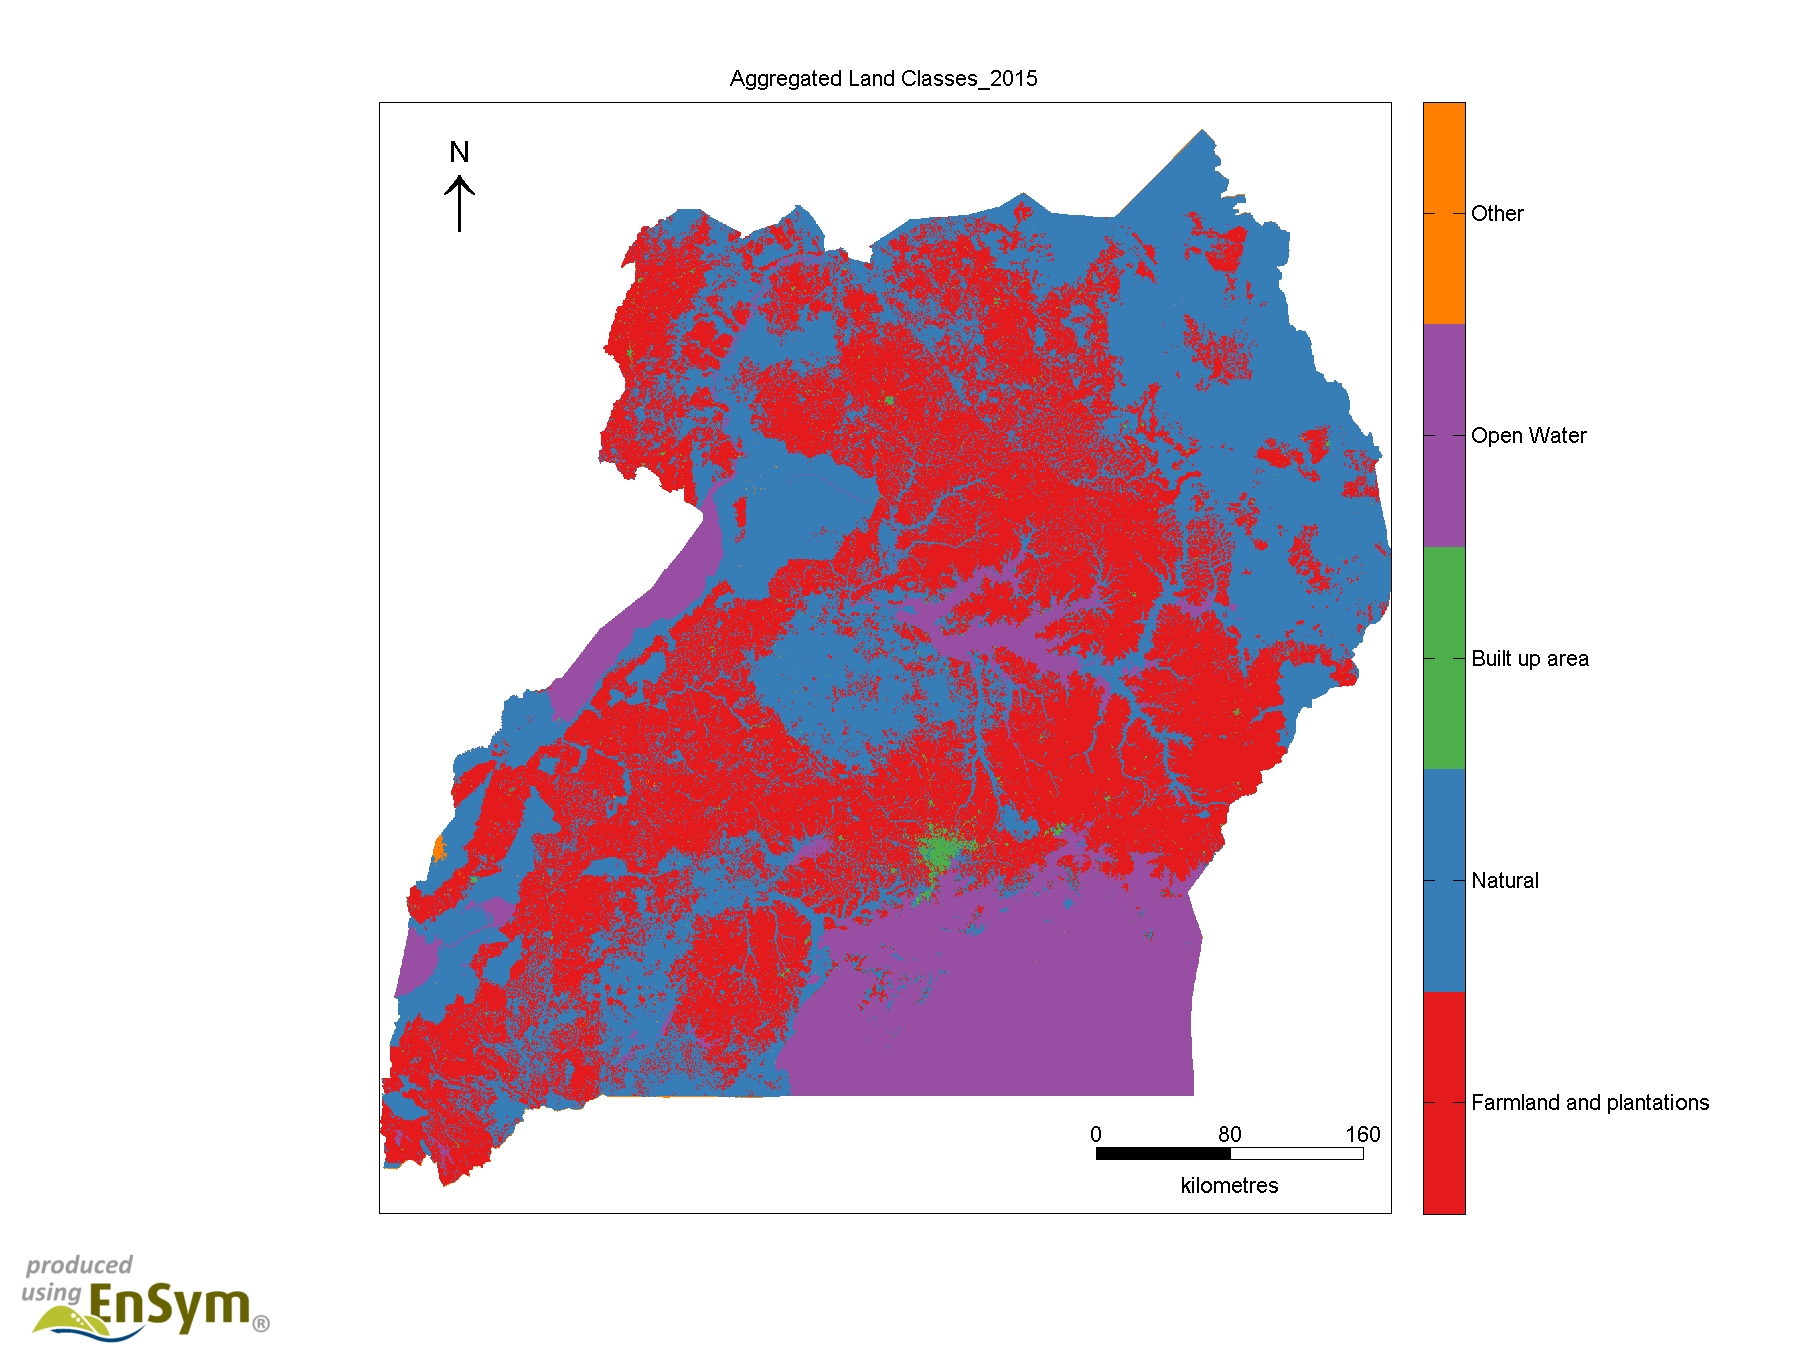 Aggregated Land Classes_2015
N
Other
Open Water
Built up area
Natural
Farmland and plantations
0 80 160
kilometres
produced
using EnSym®